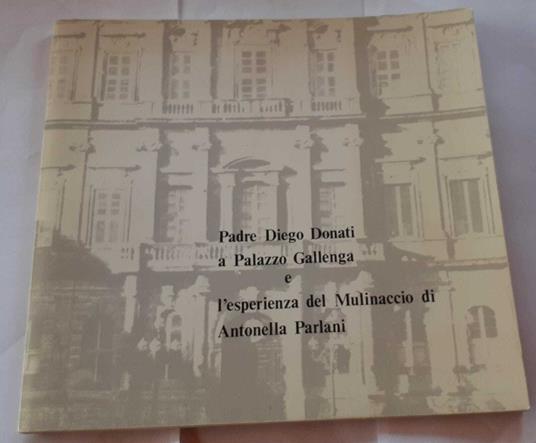 Padre Diego Donati
a Palazzo Gallenga
e
l'esperienza del Mulinaccio di
Antonella Parlani